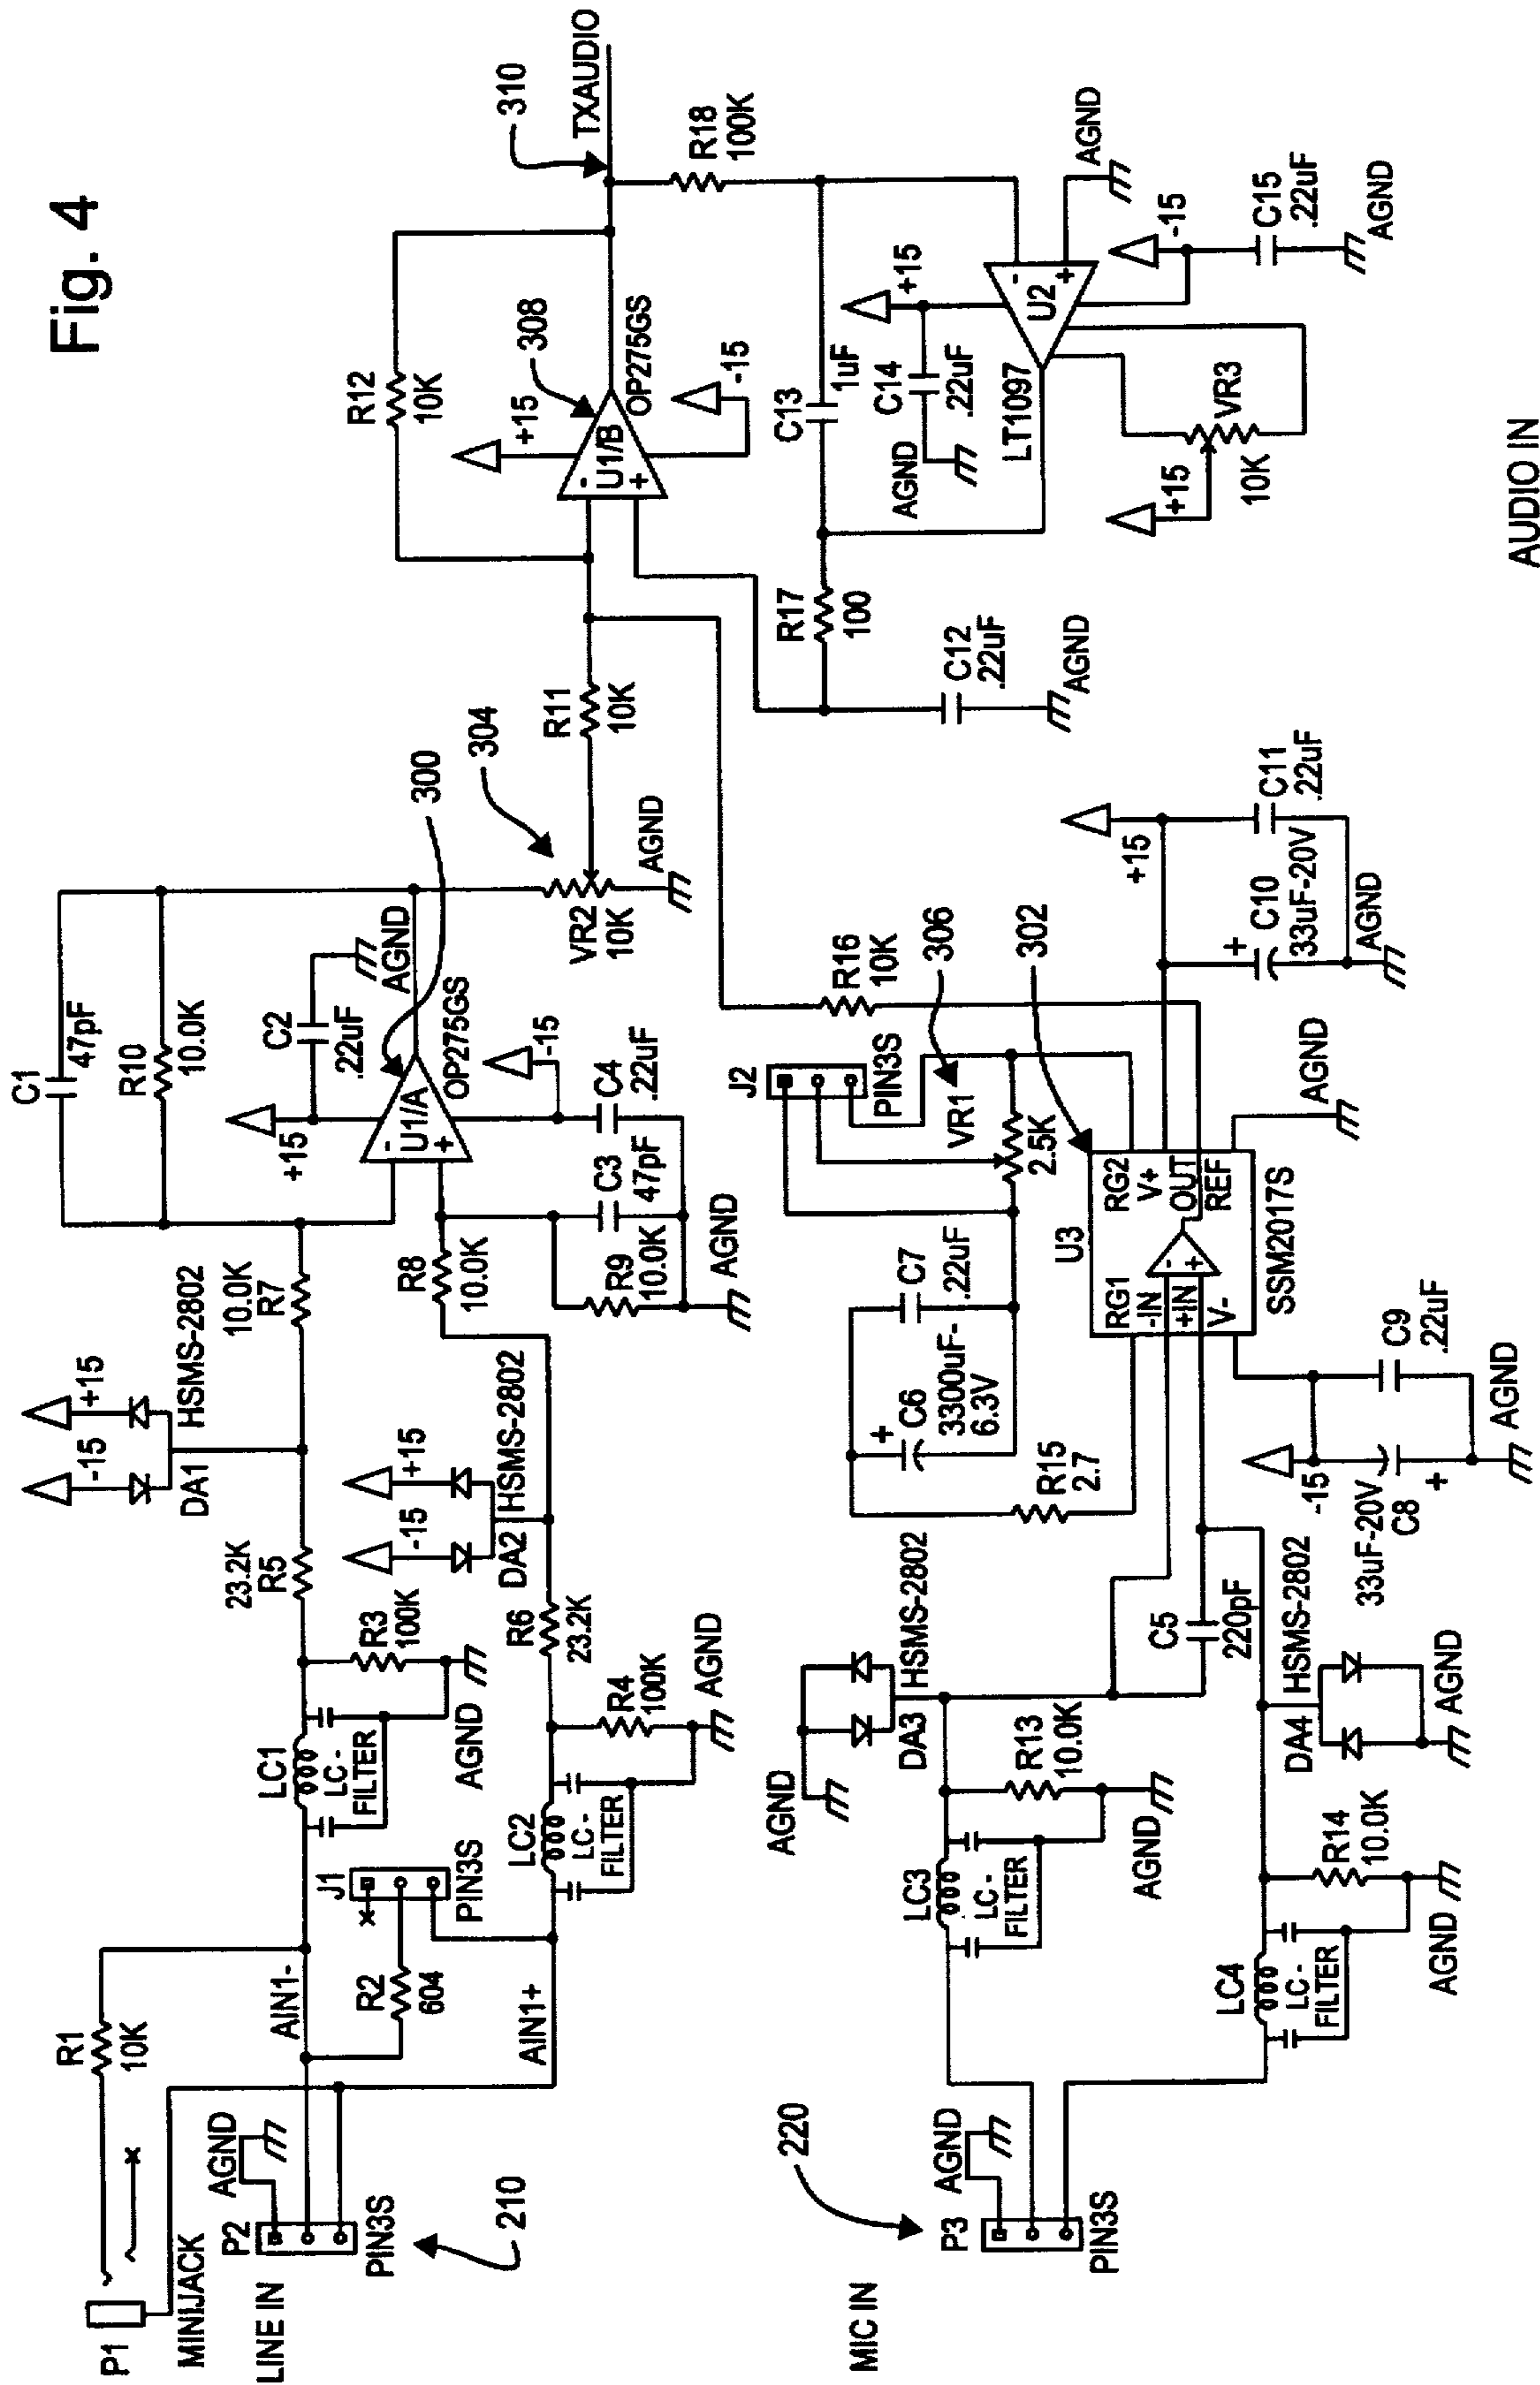 Fig. 4
P1
MINIJACK
R1
10K
LINE IN
P2
AGND
PIN3S
210
AIN1-
R2
604
J1
PIN3S
AIN1+
LC1
LC -
FILTER
AGND
R3
100K
LC2
LC -
FILTER
R4
100K
AGND
23.2K
R5
R6
23.2K
-15
+15
DA1
HSMS-2802
-15
+15
DA2
HSMS-2802
10.0K
R7
R8
10.0K
R9
10.0K
C3
47pF
AGND
C4
.22uF
-15
+15
U1/A
-
+
OP275GS
C1
47pF
R10
10.0K
C2
.22uF
AGND
300
VR2
10K
AGND
304
R11
10K
R12
10K
+15
-
U1/B
+
OP275GS
-15
308
310
TXAUDIO
R18
100K
C13
1uF
R17
100
C12
.22uF
AGND
C14
.22uF
AGND
+15
-
U2
+
LT1097
AGND
-15
C15
.22uF
AGND
+15
VR3
10K
MIC IN
220
P3
AGND
PIN3S
LC3
LC -
FILTER
R13
10.0K
AGND
LC4
LC -
FILTER
R14
10.0K
AGND
AGND
DA3
HSMS-2802
DA4
HSMS-2802
AGND
C5
220pF
R15
2.7
+
C6
3300uF-
6.3V
C7
.22uF
J2
PIN3S
VR1
2.5K
306
R16
10K
302
U3
RG1
-IN
+IN
V-
-
+
RG2
V+
OUT
REF
SSM2017S
AGND
-15
33uF-20V
C8
+
C9
.22uF
AGND
+15
+
C10
33uF-20V
C11
.22uF
AGND
AUDIO IN